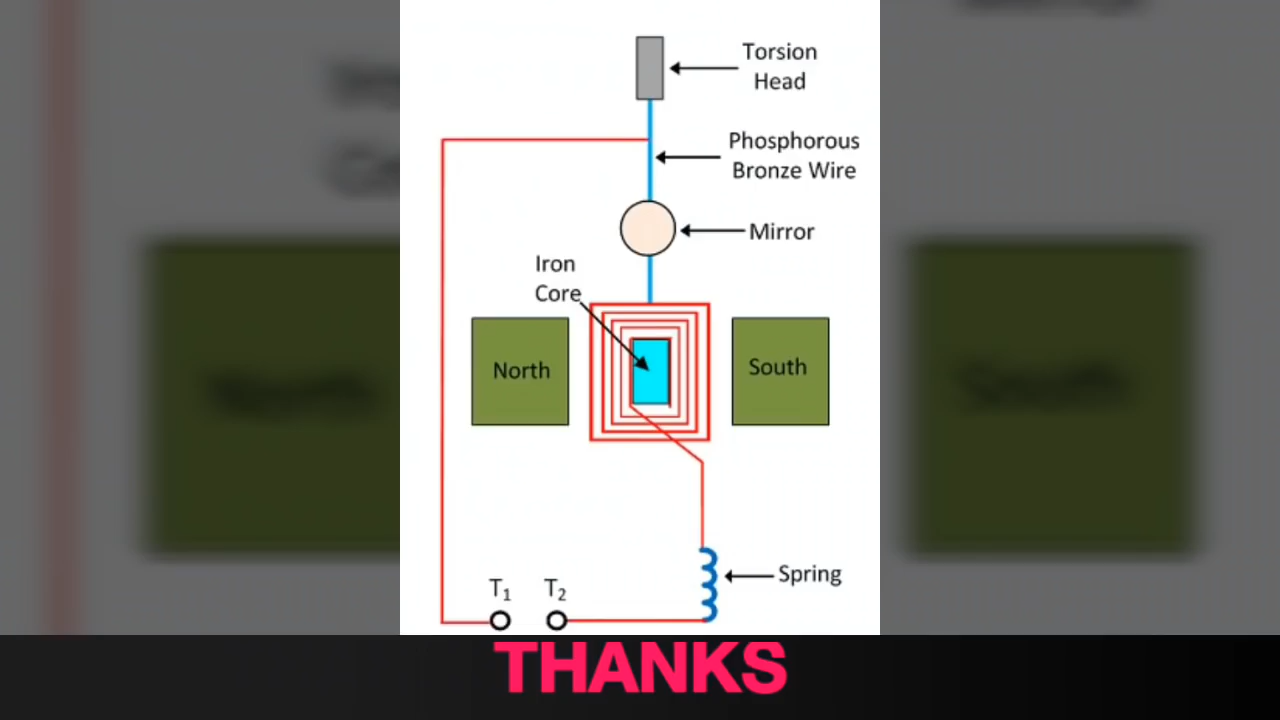 Torsion
Head
Phosphorous
Bronze Wire
Mirror
Iron
Core
North
South
Spring
T₁
T₂
THANKS